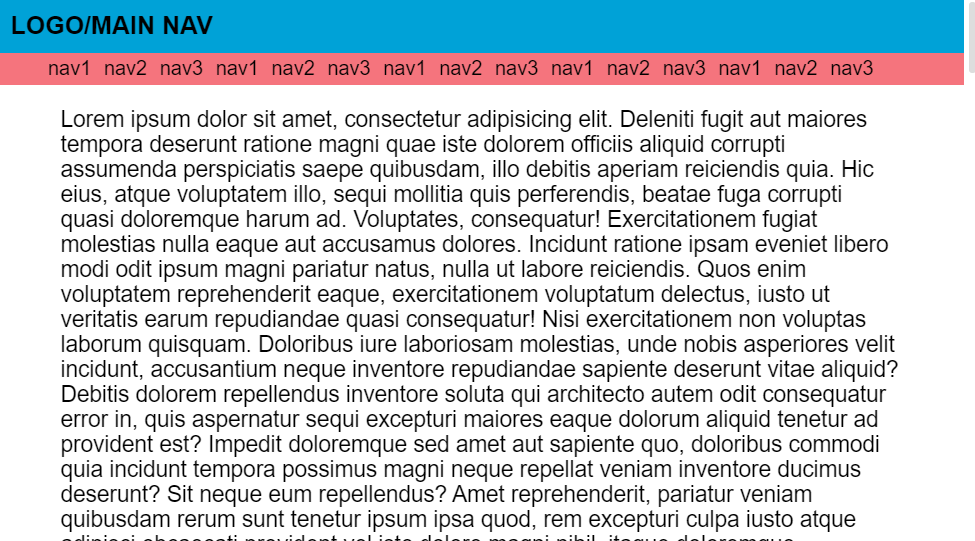 LOGO/MAIN NAV
nav1 nav2 nav3 nav1 nav2 nav3 nav1 nav2 nav3 nav1 nav2 nav3 nav1 nav2 nav3
Lorem ipsum dolor sit amet, consectetur adipisicing elit. Deleniti fugit aut maiores
tempora deserunt ratione magni quae iste dolorem officiis aliquid corrupti
assumenda perspiciatis saepe quibusdam, illo debitis aperiam reiciendis quia. Hic
eius, atque voluptatem illo, sequi mollitia quis perferendis, beatae fuga corrupti
quasi doloremque harum ad. Voluptates, consequatur! Exercitationem fugiat
molestias nulla eaque aut accusamus dolores. Incidunt ratione ipsam eveniet libero
modi odit ipsum magni pariatur natus, nulla ut labore reiciendis. Quos enim
voluptatem reprehenderit eaque, exercitationem voluptatum delectus, iusto ut
veritatis earum repudiandae quasi consequatur! Nisi exercitationem non voluptas
laborum quisquam. Doloribus iure laboriosam molestias, unde nobis asperiores velit
incidunt, accusantium neque inventore repudiandae sapiente deserunt vitae aliquid?
Debitis dolorem repellendus inventore soluta qui architecto autem odit consequatur
error in, quis aspernatur sequi excepturi maiores eaque dolorum aliquid tenetur ad
provident est? Impedit doloremque sed amet aut sapiente quo, doloribus commodi
quia incidunt tempora possimus magni neque repellat veniam inventore ducimus
deserunt? Sit neque eum repellendus? Amet reprehenderit, pariatur veniam
quibusdam rerum sunt tenetur ipsum ipsa quod, rem excepturi culpa iusto atque